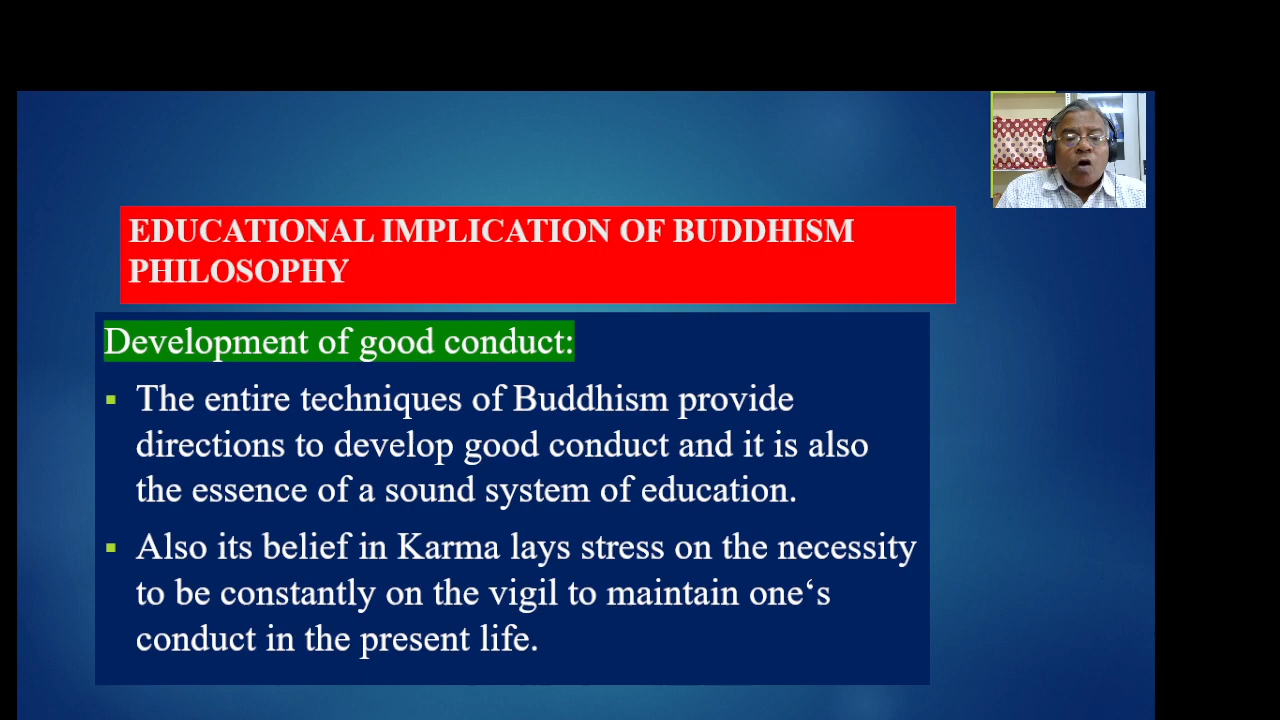 EDUCATIONAL IMPLICATION OF BUDDHISM
PHILOSOPHY
Development of good conduct:
▪ The entire techniques of Buddhism provide
directions to develop good conduct and it is also
the essence of a sound system of education.
▪ Also its belief in Karma lays stress on the necessity
to be constantly on the vigil to maintain one‘s
conduct in the present life.